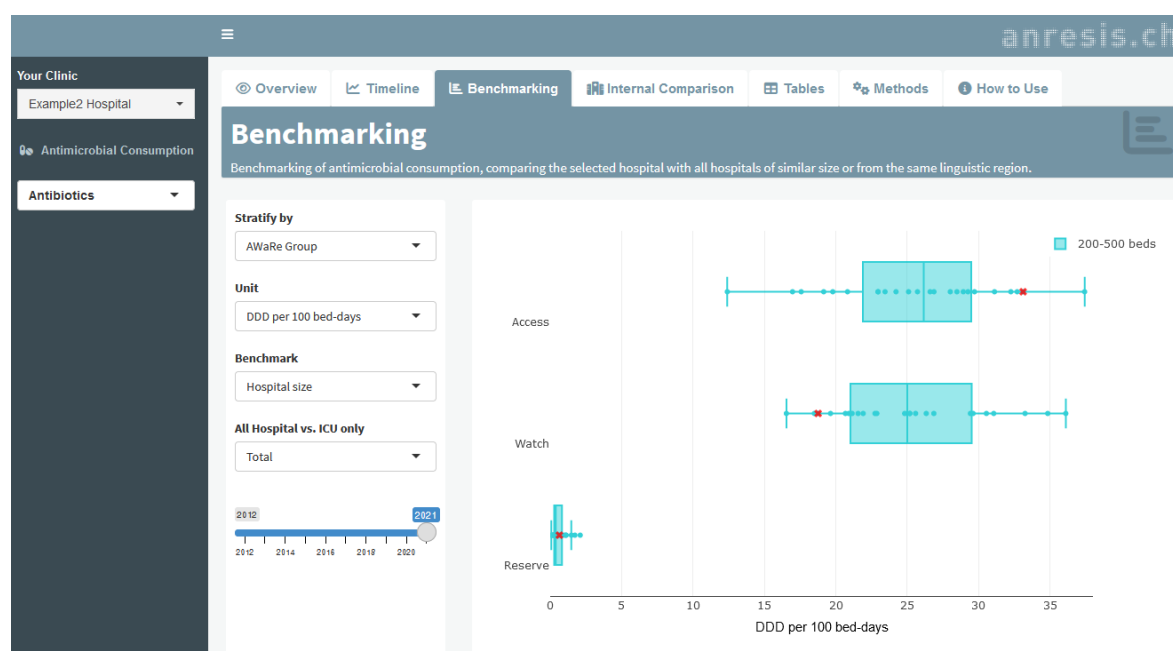 anresis.ch
Your Clinic
Example2 Hospital
Antimicrobial Consumption
Antibiotics
Overview
Timeline
Benchmarking
Internal Comparison
Tables
Methods
How to Use
Benchmarking
Benchmarking of antimicrobial consumption, comparing the selected hospital with all hospitals of similar size or from the same linguistic region.
Stratify by
AWaRe Group
Unit
DDD per 100 bed-days
Benchmark
Hospital size
All Hospital vs. ICU only
Total
2012 2021
2012 2014 2016 2018 2020
200-500 beds
Access
Watch
Reserve
0 5 10 15 20 25 30 35
DDD per 100 bed-days